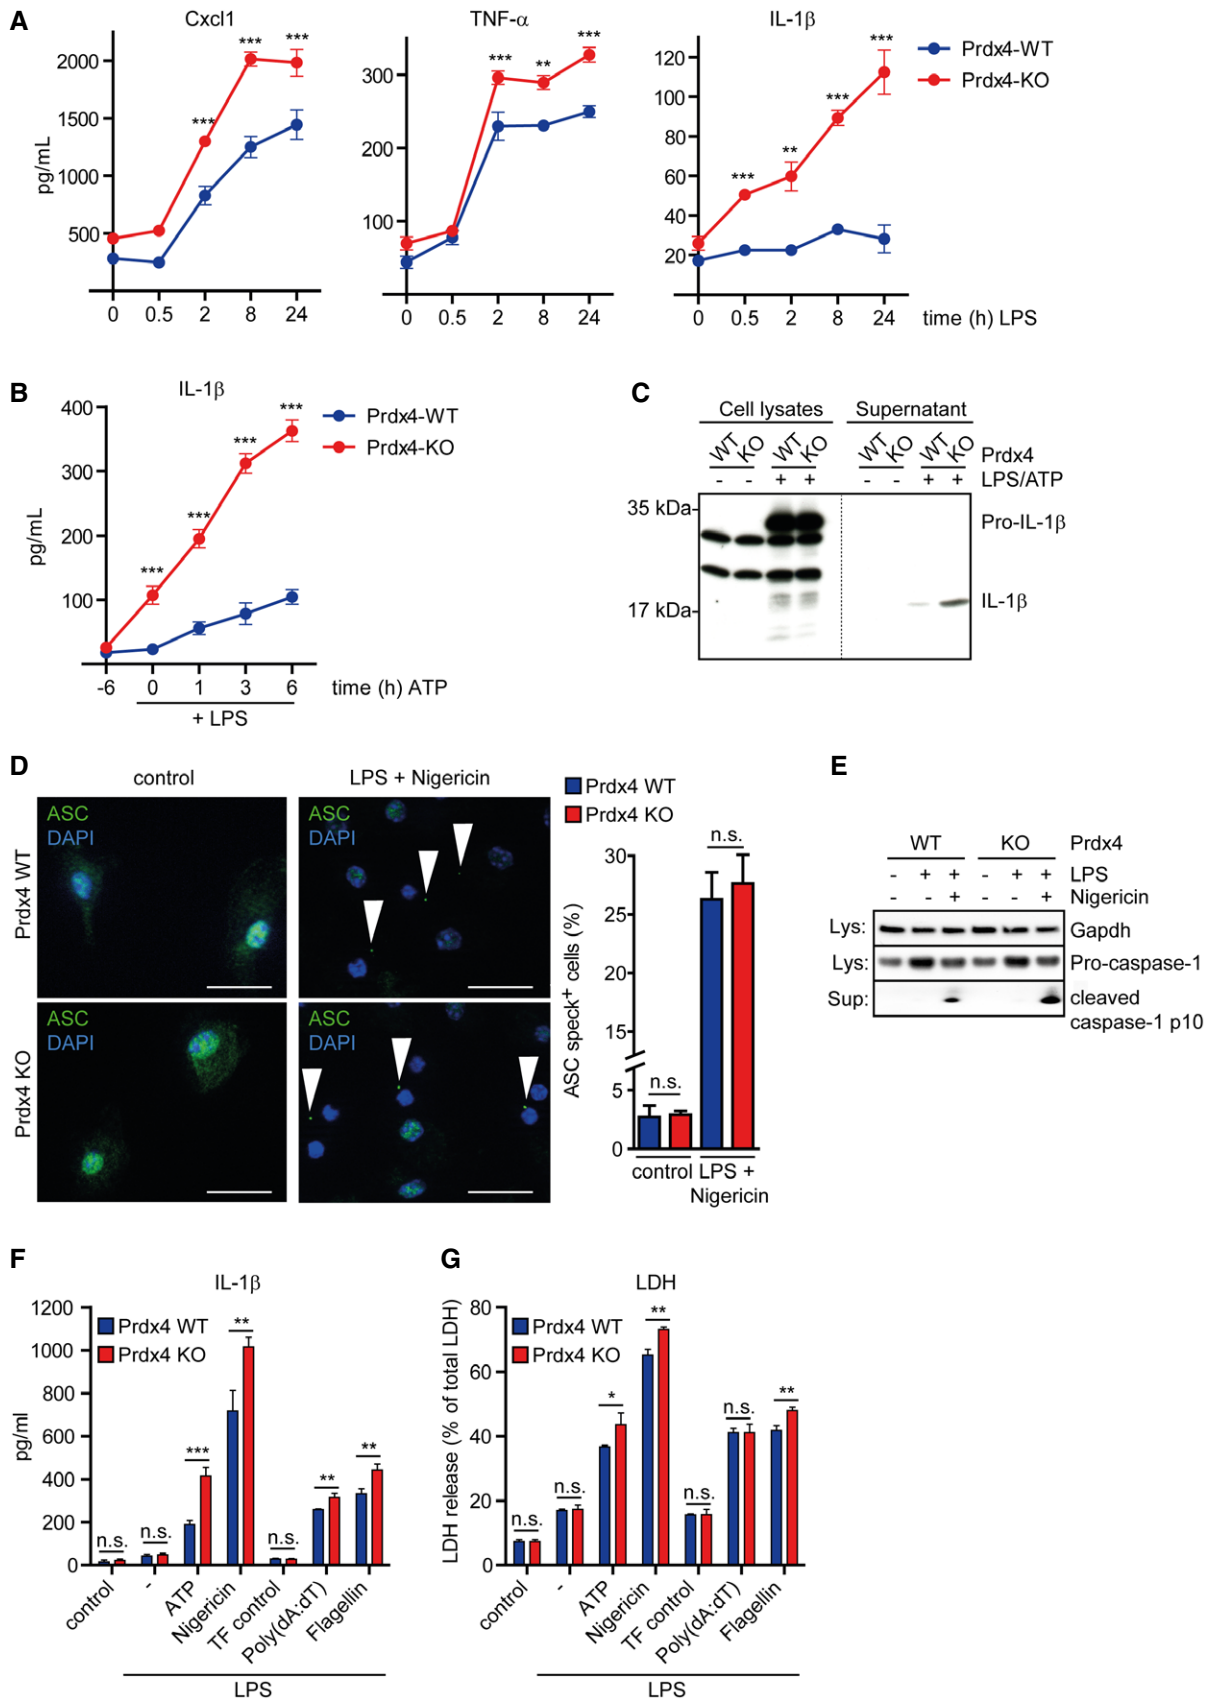 A
Cxcl1
TNF-α
IL-1β
Prdx4-WT
Prdx4-KO
pg/mL
2000
1500
1000
500
***
***
***
0 0.5 2 8 24
300
200
100
***
**
***
0 0.5 2 8 24
120
100
80
60
40
20
***
**
***
***
0 0.5 2 8 24
time (h) LPS
B
IL-1β
Prdx4-WT
Prdx4-KO
pg/mL
400
300
200
100
***
***
***
***
-6 0 1 3 6
time (h) ATP
+ LPS
C
Cell lysates Supernatant
WT KO WT KO WT KO WT KO Prdx4
- - + + - - + + LPS/ATP
35 kDa
Pro-IL-1β
17 kDa
IL-1β
D
control LPS + Nigericin
Prdx4 WT
Prdx4 KO
ASC
DAPI
ASC
DAPI
ASC
DAPI
ASC
DAPI
Prdx4 WT
Prdx4 KO
ASC speck+ cells (%)
30
25
20
15
5
0
n.s.
n.s.
control LPS +
Nigericin
E
WT KO Prdx4
- + + - + + LPS
- - + - - + Nigericin
Lys: Gapdh
Lys: Pro-caspase-1
Sup: cleaved
caspase-1 p10
F
IL-1β
Prdx4 WT
Prdx4 KO
pg/ml
1200
1000
800
600
400
200
0
n.s.
n.s.
***
**
n.s.
**
**
control - ATP Nigericin TF control Poly(dA:dT) Flagellin
LPS
G
LDH
Prdx4 WT
Prdx4 KO
LDH release (% of total LDH)
80
60
40
20
0
n.s.
n.s.
*
**
n.s.
n.s.
**
control - ATP Nigericin TF control Poly(dA:dT) Flagellin
LPS